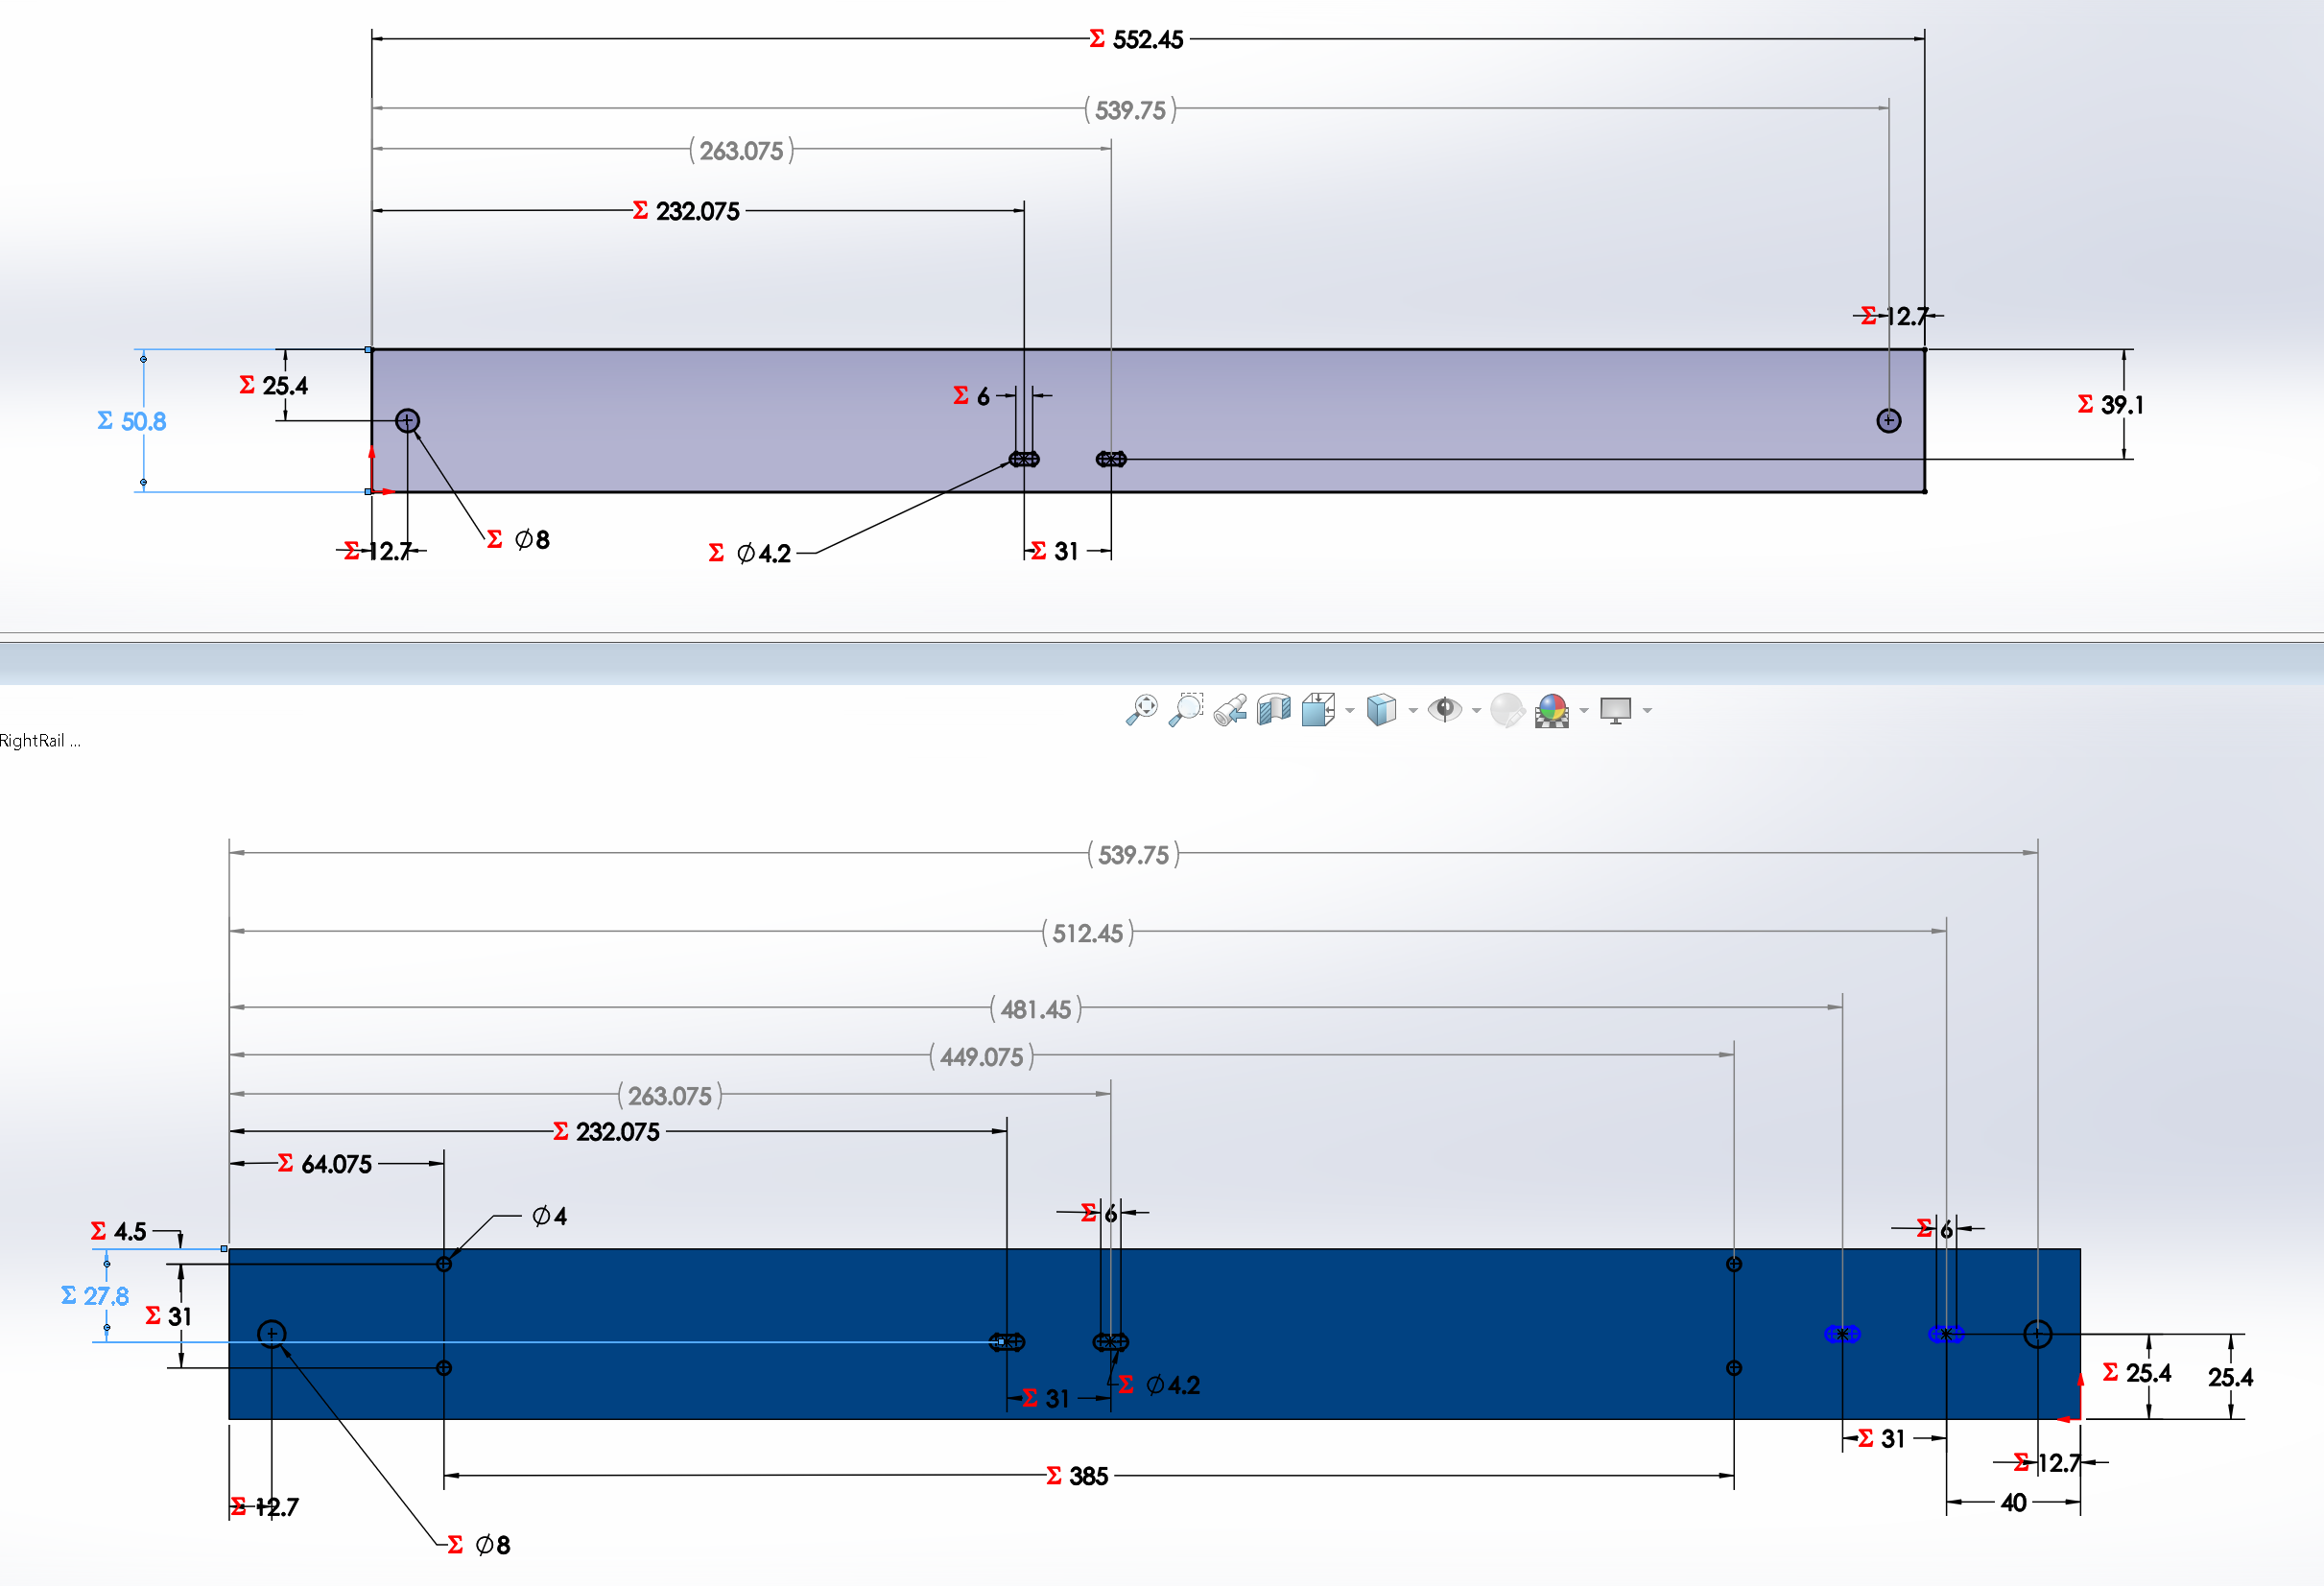 Σ 552.45
(539.75)
(263.075)
Σ 232.075
Σ 12.7
Σ 25.4
Σ 6
Σ 39.1
Σ 50.8
Σ ∅8
Σ 12.7
Σ ∅4.2
Σ 31
RightRail ...
(539.75)
(512.45)
(481.45)
(449.075)
(263.075)
Σ 232.075
Σ 64.075
∅4
Σ 6
Σ 4.5
Σ 6
Σ 27.8
Σ 31
Σ 25.4
25.4
Σ ∅4.2
Σ 31
Σ 31
Σ 12.7
Σ 385
40
Σ 12.7
Σ ∅8